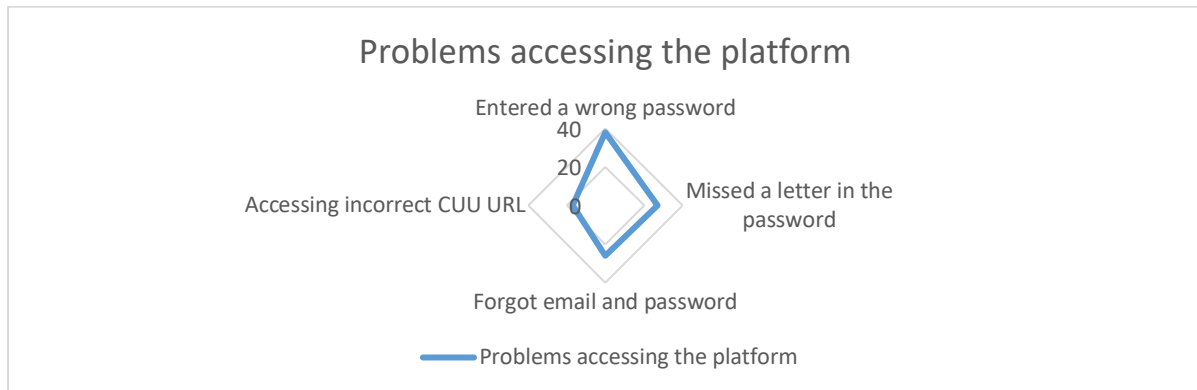 Problems accessing the platform
Entered a wrong password
40
20
0
Accessing incorrect CUU URL
Missed a letter in the
password
Forgot email and password
Problems accessing the platform